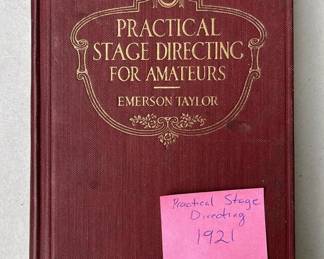 PRACTICAL
STAGE DIRECTING
FOR AMATEURS
EMERSON TAYLOR
Practical Stage
Directing
1921